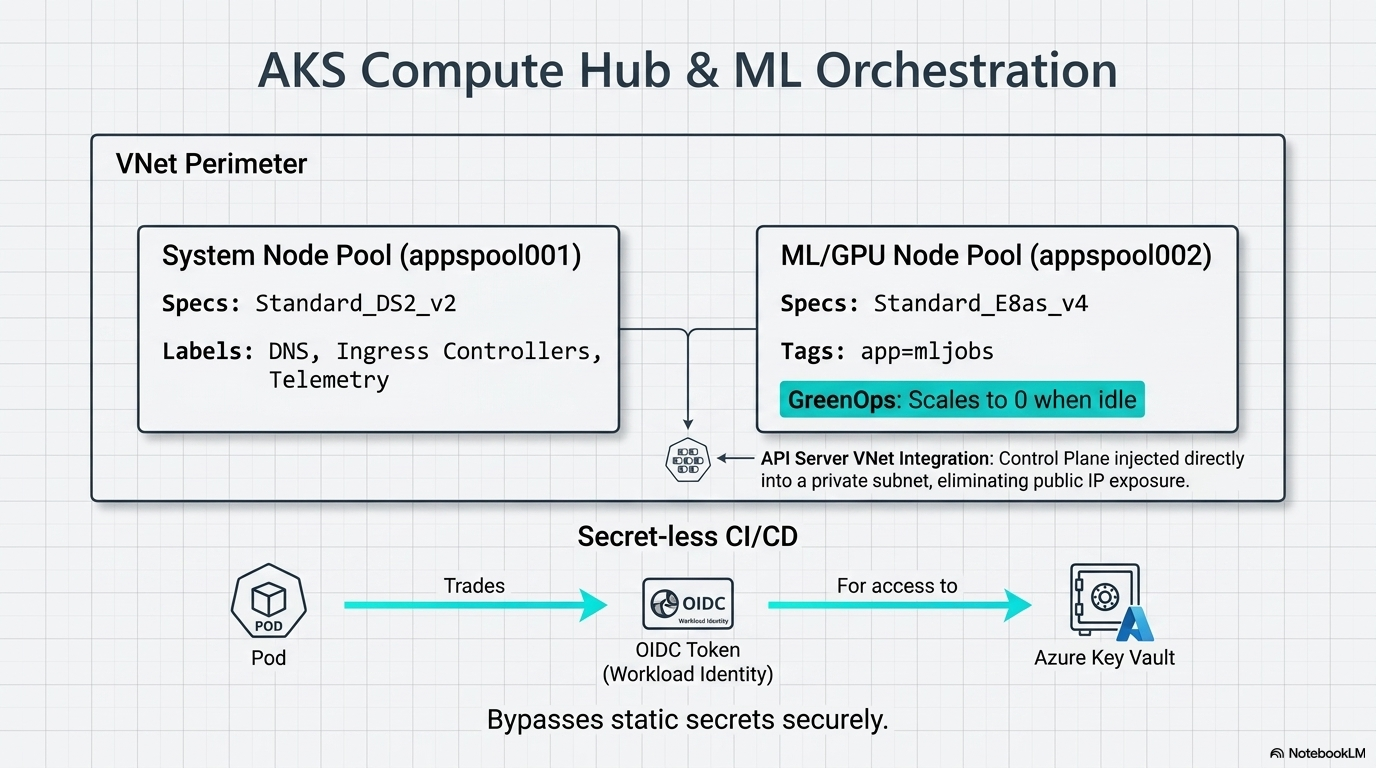 AKS Compute Hub & ML Orchestration
VNet Perimeter
System Node Pool (appspool001)
Specs: Standard_DS2_v2
Labels: DNS, Ingress Controllers,
Telemetry
ML/GPU Node Pool (appspool002)
Specs: Standard_E8as_v4
Tags: app=mljobs
GreenOps: Scales to 0 when idle
API Server VNet Integration: Control Plane injected directly
into a private subnet, eliminating public IP exposure.
Secret-less CI/CD
POD
Pod
Trades
OIDC
Workload Identity
OIDC Token
(Workload Identity)
For access to
Azure Key Vault
Bypasses static secrets securely.
NotebookLM